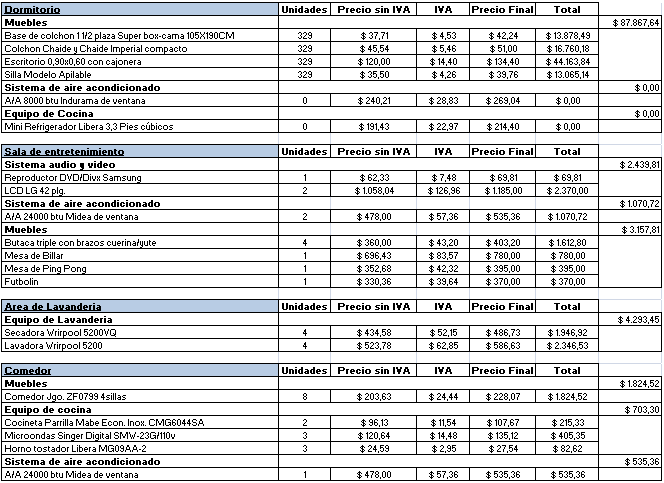 Dormitorio Unidades Precio sin IVA IVA Precio Final Total
Muebles $ 87.867,64
Base de colchon 1 1/2 plaza Super box-cama 105X190CM 329 $ 37,71 $ 4,53 $ 42,24 $ 13.878,49
Colchon Chaide y Chaide Imperial compacto 329 $ 45,54 $ 5,46 $ 51,00 $ 16.760,18
Escritorio 0,90x0,60 con cajonera 329 $ 120,00 $ 14,40 $ 134,40 $ 44.163,84
Silla Modelo Apilable 329 $ 35,50 $ 4,26 $ 39,76 $ 13.065,14
Sistema de aire acondicionado $ 0,00
A/A 8000 btu Indurama de ventana 0 $ 240,21 $ 28,83 $ 269,04 $ 0,00
Equipo de Cocina $ 0,00
Mini Refrigerador Libera 3,3 Pies cúbicos 0 $ 191,43 $ 22,97 $ 214,40 $ 0,00
Sala de entretenimiento Unidades Precio sin IVA IVA Precio Final Total
Sistema audio y video $ 2.439,81
Reproductor DVD/Divx Samsung 1 $ 62,33 $ 7,48 $ 69,81 $ 69,81
LCD LG 42 plg. 2 $ 1.058,04 $ 126,96 $ 1.185,00 $ 2.370,00
Sistema de aire acondicionado $ 1.070,72
A/A 24000 btu Midea de ventana 2 $ 478,00 $ 57,36 $ 535,36 $ 1.070,72
Muebles $ 3.157,81
Butaca triple con brazos cuerina/yute 4 $ 360,00 $ 43,20 $ 403,20 $ 1.612,80
Mesa de Billar 1 $ 696,43 $ 83,57 $ 780,00 $ 780,00
Mesa de Ping Pong 1 $ 352,68 $ 42,32 $ 395,00 $ 395,00
Futbolin 1 $ 330,36 $ 39,64 $ 370,00 $ 370,00
Area de Lavanderia Unidades Precio sin IVA IVA Precio Final Total
Equipo de Lavanderia $ 4.293,45
Secadora Wrirpool 5200VQ 4 $ 434,58 $ 52,15 $ 486,73 $ 1.946,92
Lavadora Wrirpool 5200 4 $ 523,78 $ 62,85 $ 586,63 $ 2.346,53
Comedor Unidades Precio sin IVA IVA Precio Final Total
Muebles $ 1.824,52
Comedor Jgo. ZF0799 4sillas 8 $ 203,63 $ 24,44 $ 228,07 $ 1.824,52
Equipo de cocina $ 703,30
Cocineta Parrilla Mabe Econ. Inox. CMG6044SA 2 $ 96,13 $ 11,54 $ 107,67 $ 215,33
Microondas Singer Digital SMW-23G/110v 3 $ 120,64 $ 14,48 $ 135,12 $ 405,35
Horno tostador Libera MG09AA-2 3 $ 24,59 $ 2,95 $ 27,54 $ 82,62
Sistema de aire acondicionado $ 535,36
A/A 24000 btu Midea de ventana 1 $ 478,00 $ 57,36 $ 535,36 $ 535,36